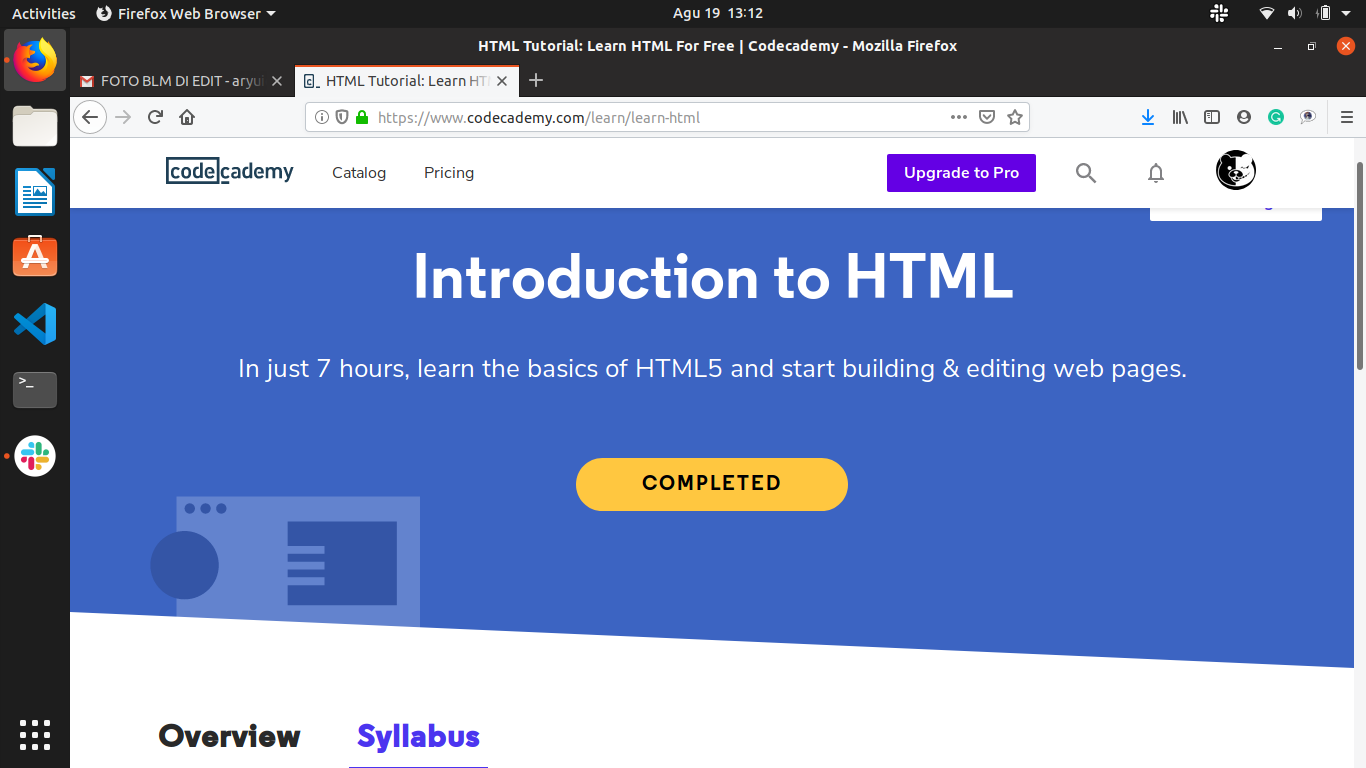 Activities Firefox Web Browser Agu 19 13:12
HTML Tutorial: Learn HTML For Free | Codecademy - Mozilla Firefox
FOTO BLM DI EDIT - aryu HTML Tutorial: Learn HT
https://www.codecademy.com/learn/learn-html
codecademy Catalog Pricing Upgrade to Pro
Introduction to HTML
In just 7 hours, learn the basics of HTML5 and start building & editing web pages.
COMPLETED
Overview Syllabus